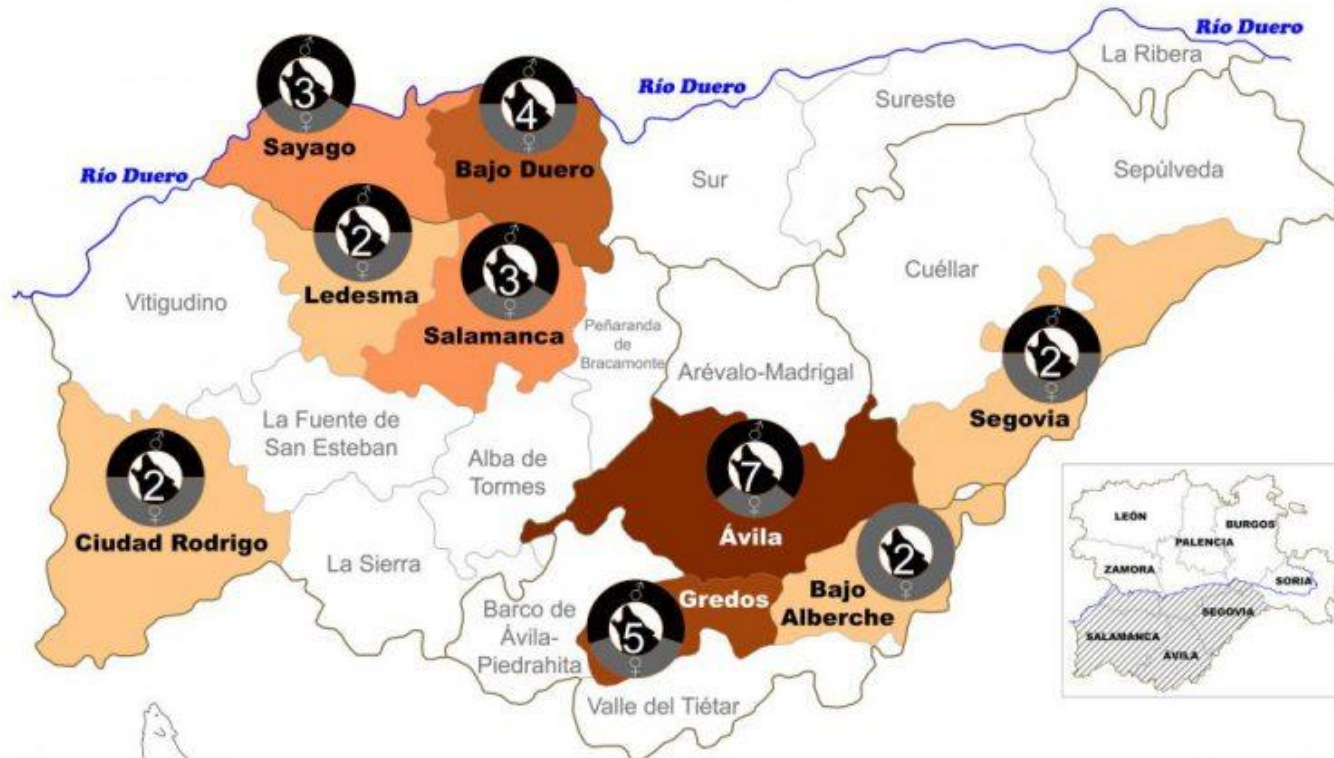 Río Duero
La Ribera
Río Duero
♂
3
♀
Sayago
♂
4
♀
Bajo Duero
Río Duero
Sureste
Río Duero
Sur
Sepúlveda
♂
2
♀
Ledesma
♂
3
♀
Salamanca
Vitigudino
Cuéllar
Peñaranda
de
Bracamonte
Arévalo-Madrigal
♂
2
♀
Segovia
La Fuente de
San Esteban
Alba de
Tormes
♂
2
♀
Ciudad Rodrigo
♂
7
♀
Ávila
La Sierra
♂
2
♀
Bajo
Alberche
Gredos
Barco de
Ávila-
Piedrahita
♂
5
♀
Valle del Tiétar
LEÓN
BURGOS
PALENCIA
ZAMORA
SORIA
SEGOVIA
SALAMANCA
ÁVILA